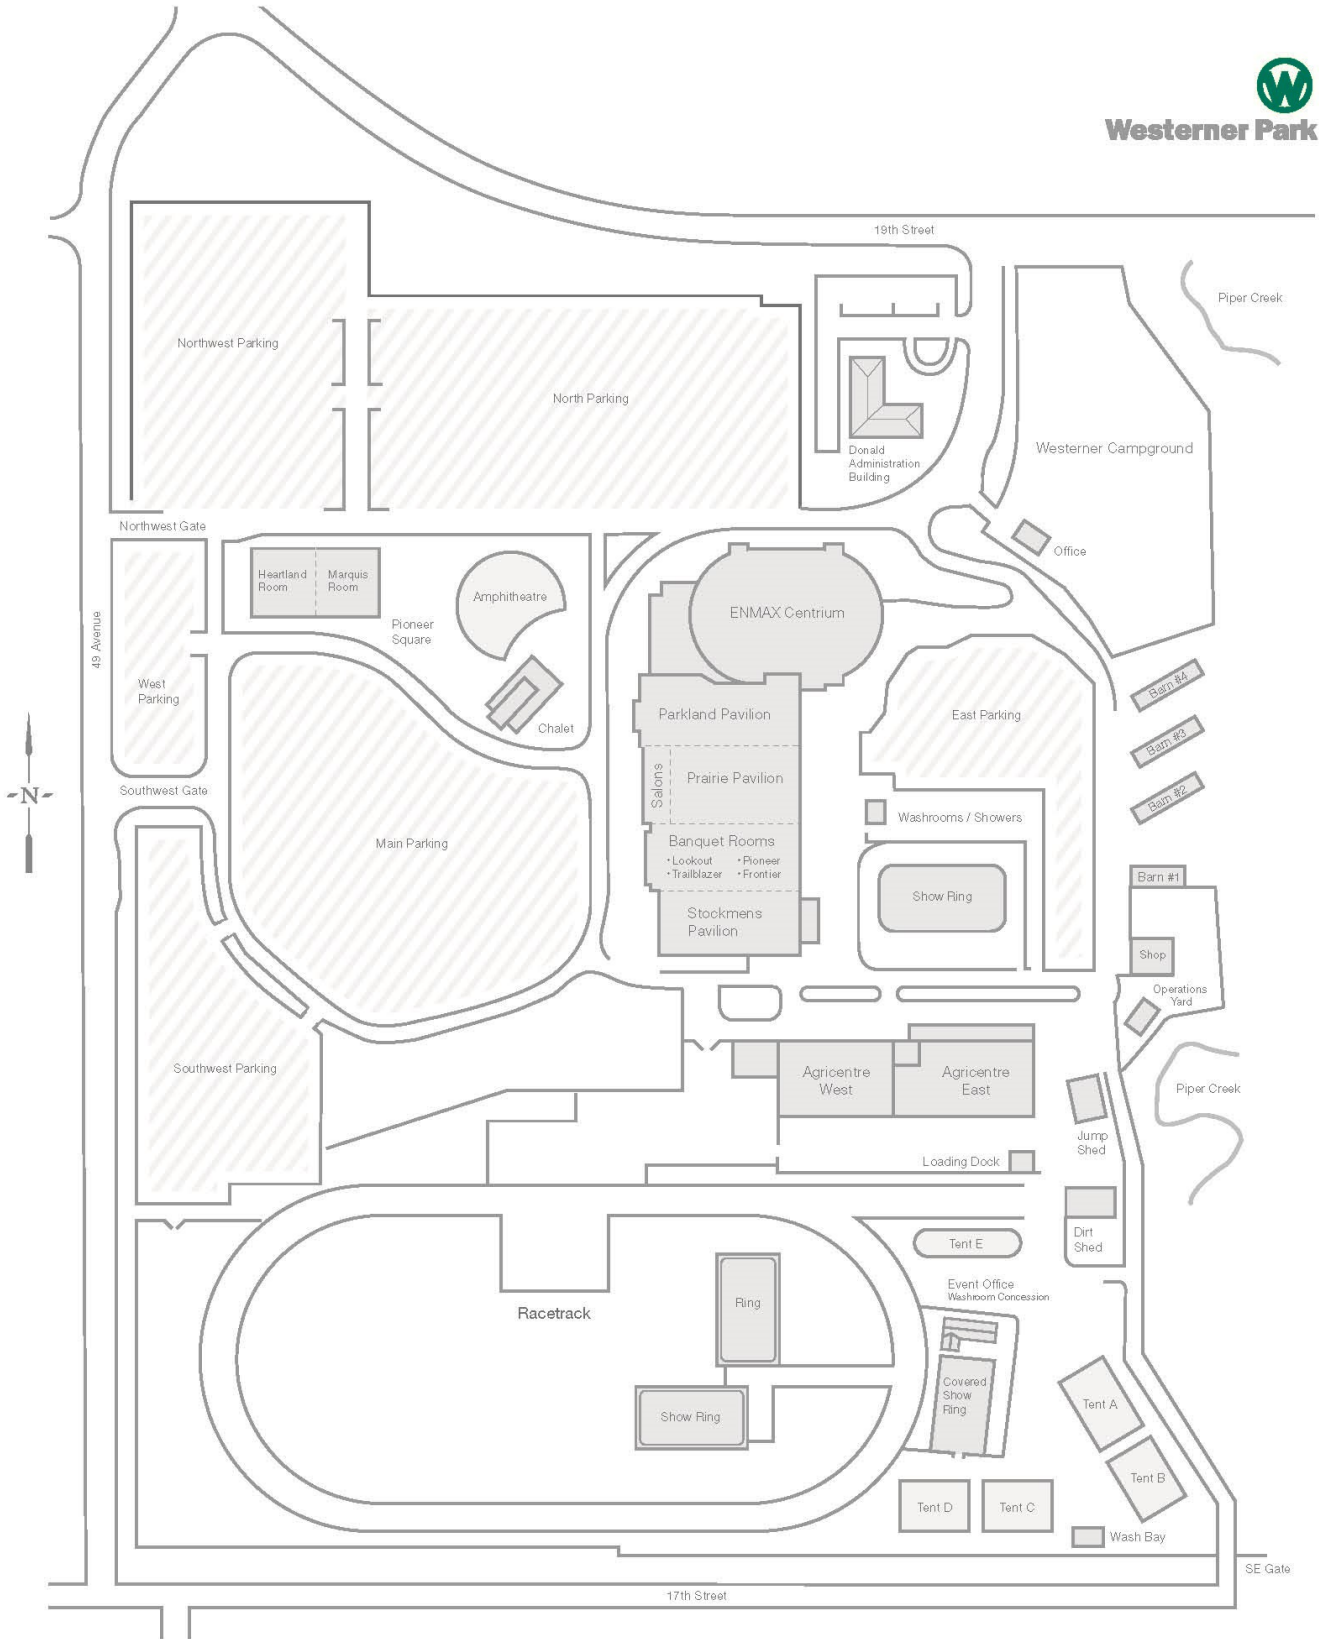 W
Westerner Park
19th Street
Piper Creek
Northwest Parking
North Parking
Westerner Campground
Donald
Administration
Building
Northwest Gate
Office
Heartland
Room
Marquis
Room
Amphitheatre
ENMAX Centrium
Pioneer
Square
49 Avenue
West
Parking
Barn #4
Parkland Pavilion
East Parking
Chalet
Barn #3
Salons
Prairie Pavilion
-N-
Southwest Gate
Barn #2
Washrooms / Showers
Main Parking
Banquet Rooms
• Lookout • Pioneer
• Trailblazer • Frontier
Barn #1
Show Ring
Stockmens
Pavilion
Shop
Operations
Yard
Southwest Parking
Agricentre
West
Agricentre
East
Piper Creek
Jump
Shed
Loading Dock
Dirt
Shed
Tent E
Event Office
Washroom Concession
Ring
Racetrack
Covered
Show
Ring
Tent A
Show Ring
Tent B
Tent D
Tent C
Wash Bay
SE Gate
17th Street